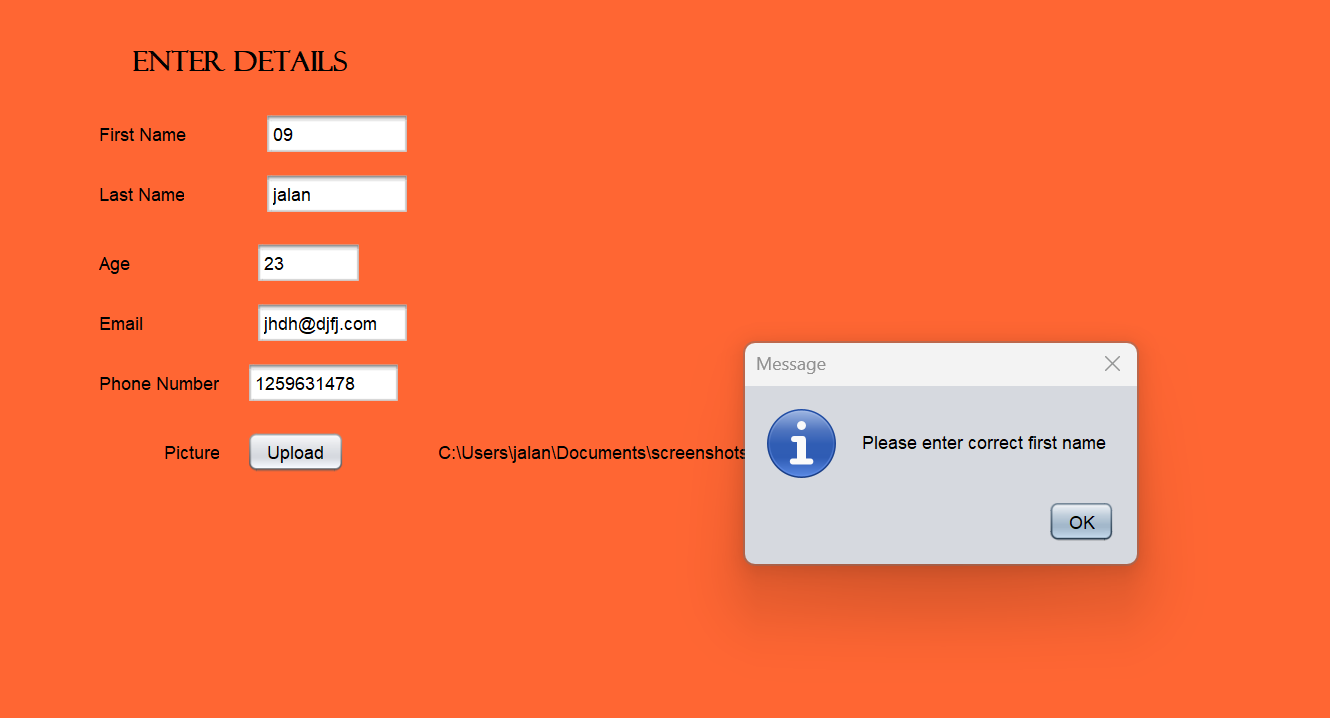 ENTER DETAILS
First Name 09
Last Name jalan
Age 23
Email jhdh@djfj.com
Phone Number 1259631478
Picture Upload C:\Users\jalan\Documents\screenshots
Message
Please enter correct first name
OK